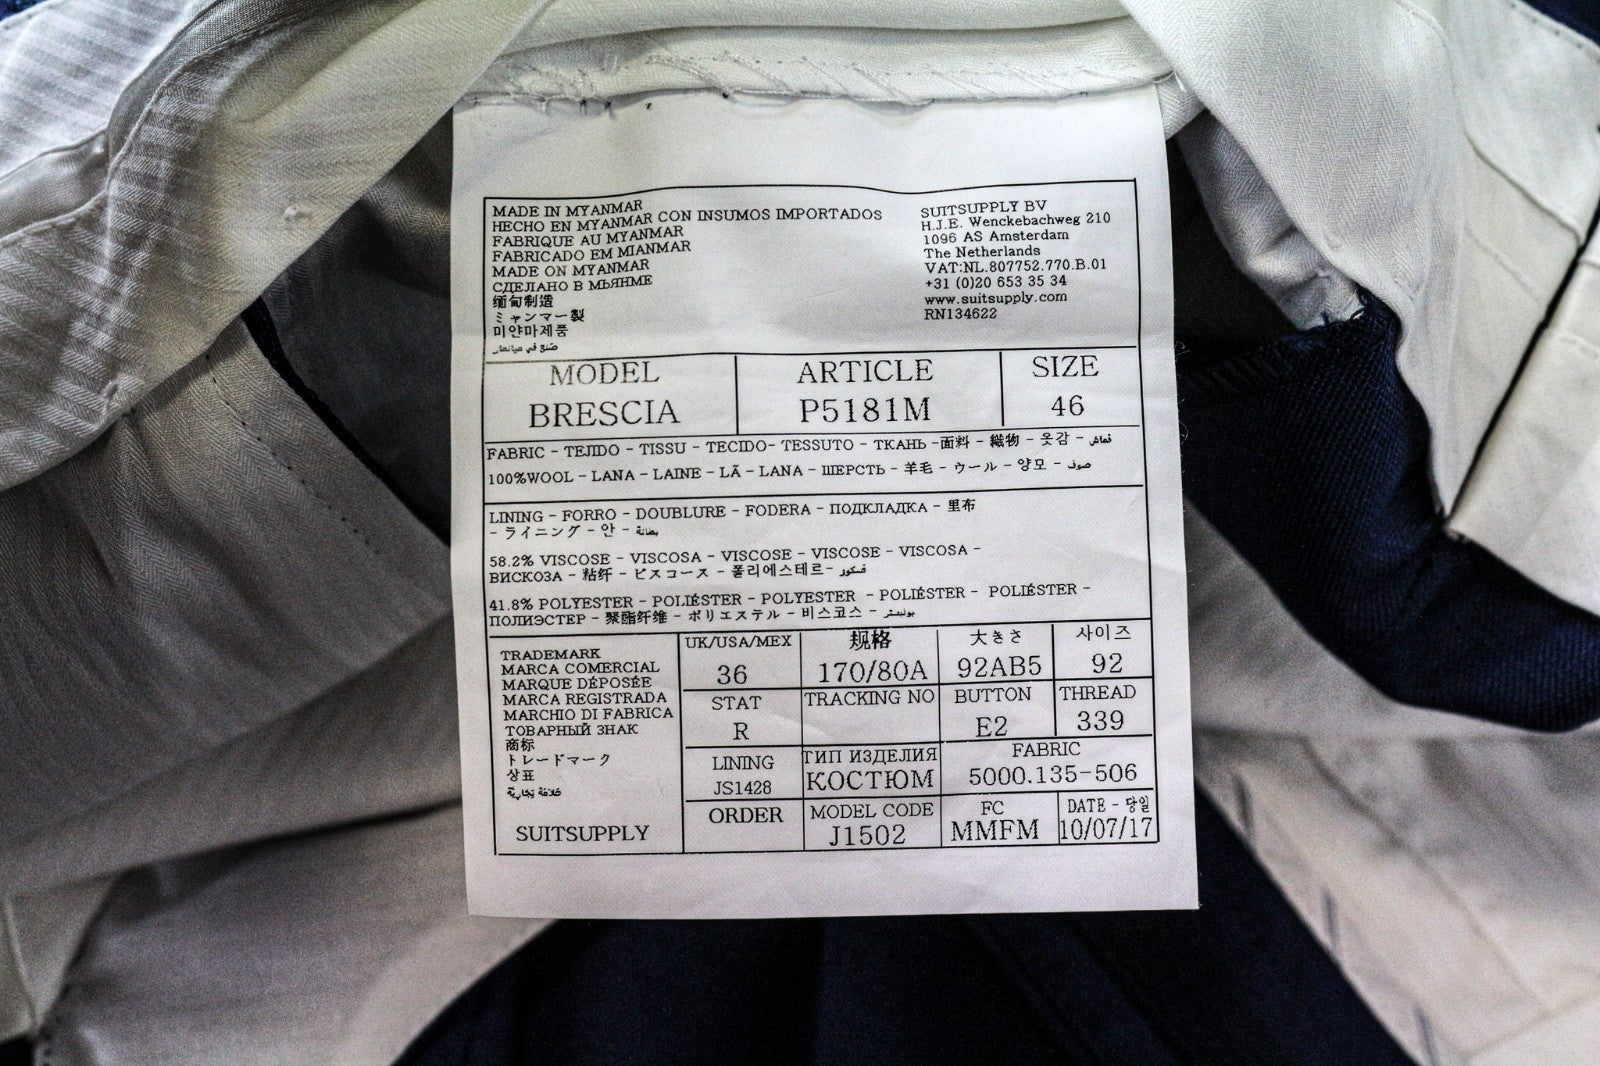 MADE IN MYANMAR
HECHO EN MYANMAR CON INSUMOS IMPORTADOS
FABRIQUE AU MYANMAR
FABRICADO EM MIANMAR
MADE ON MYANMAR
СДЕЛАНО В МЬЯНМЕ
缅甸制造
ミャンマー製
미얀마제품
صنع في ميانمار
SUITSUPPLY BV
H.J.E. Wenckebachweg 210
1096 AS Amsterdam
The Netherlands
VAT:NL.807752.770.B.01
+31 (0)20 653 35 34
www.suitsupply.com
RN134622
MODEL
BRESCIA
ARTICLE
P5181M
SIZE
46
FABRIC - TEJIDO - TISSU - TECIDO- TESSUTO - ТКАНЬ -面料 - 織物 - 옷감 - قماش
100%WOOL - LANA - LAINE - LÃ - LANA - ШЕРСТЬ - 羊毛 - ウール - 양모 - صوف
LINING - FORRO - DOUBLURE - FODERA - ПОДКЛАДКА - 里布
- ライニング - 안 - بطانة
58.2% VISCOSE - VISCOSA - VISCOSE - VISCOSE - VISCOSA -
ВИСКОЗА - 粘纤 - ビスコース - 폴리에스테르- فسكوز
41.8% POLYESTER - POLIÉSTER - POLYESTER - POLIÉSTER - POLIÉSTER -
ПОЛИЭСТЕР - 聚酯纤维 - ポリエステル - 비스코스 -
TRADEMARK
MARCA COMERCIAL
MARQUE DÉPOSÉE
MARCA REGISTRADA
MARCHIO DI FABRICA
ТОВАРНЫЙ ЗНАК
商标
トレードマーク
상표
علامة تجارية
SUITSUPPLY
UK/USA/MEX
36
规格
170/80A
大きさ
92AB5
사이즈
92
STAT
R
TRACKING NO
BUTTON
E2
THREAD
339
LINING
JS1428
ТИП ИЗДЕЛИЯ
КОСТЮМ
FABRIC
5000.135-506
ORDER
MODEL CODE
J1502
FC
MMFM
DATE - 당일
10/07/17